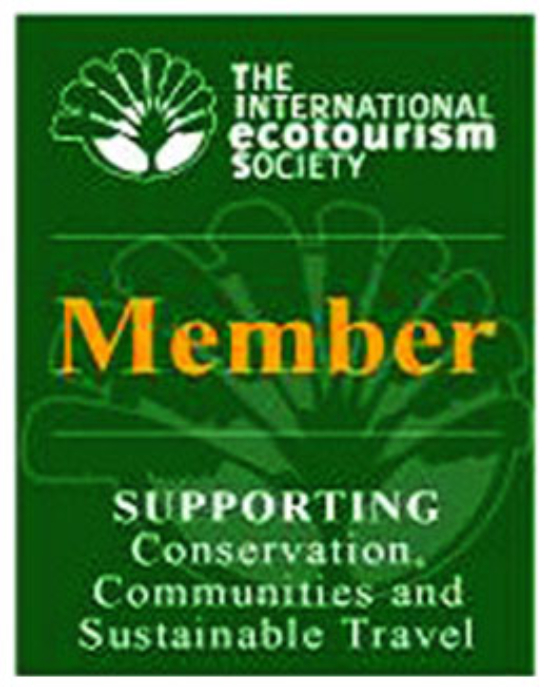 THE
INTERNATIONAL
ecotourism
SOCIETY
Member
SUPPORTING
Conservation,
Communities and
Sustainable Travel